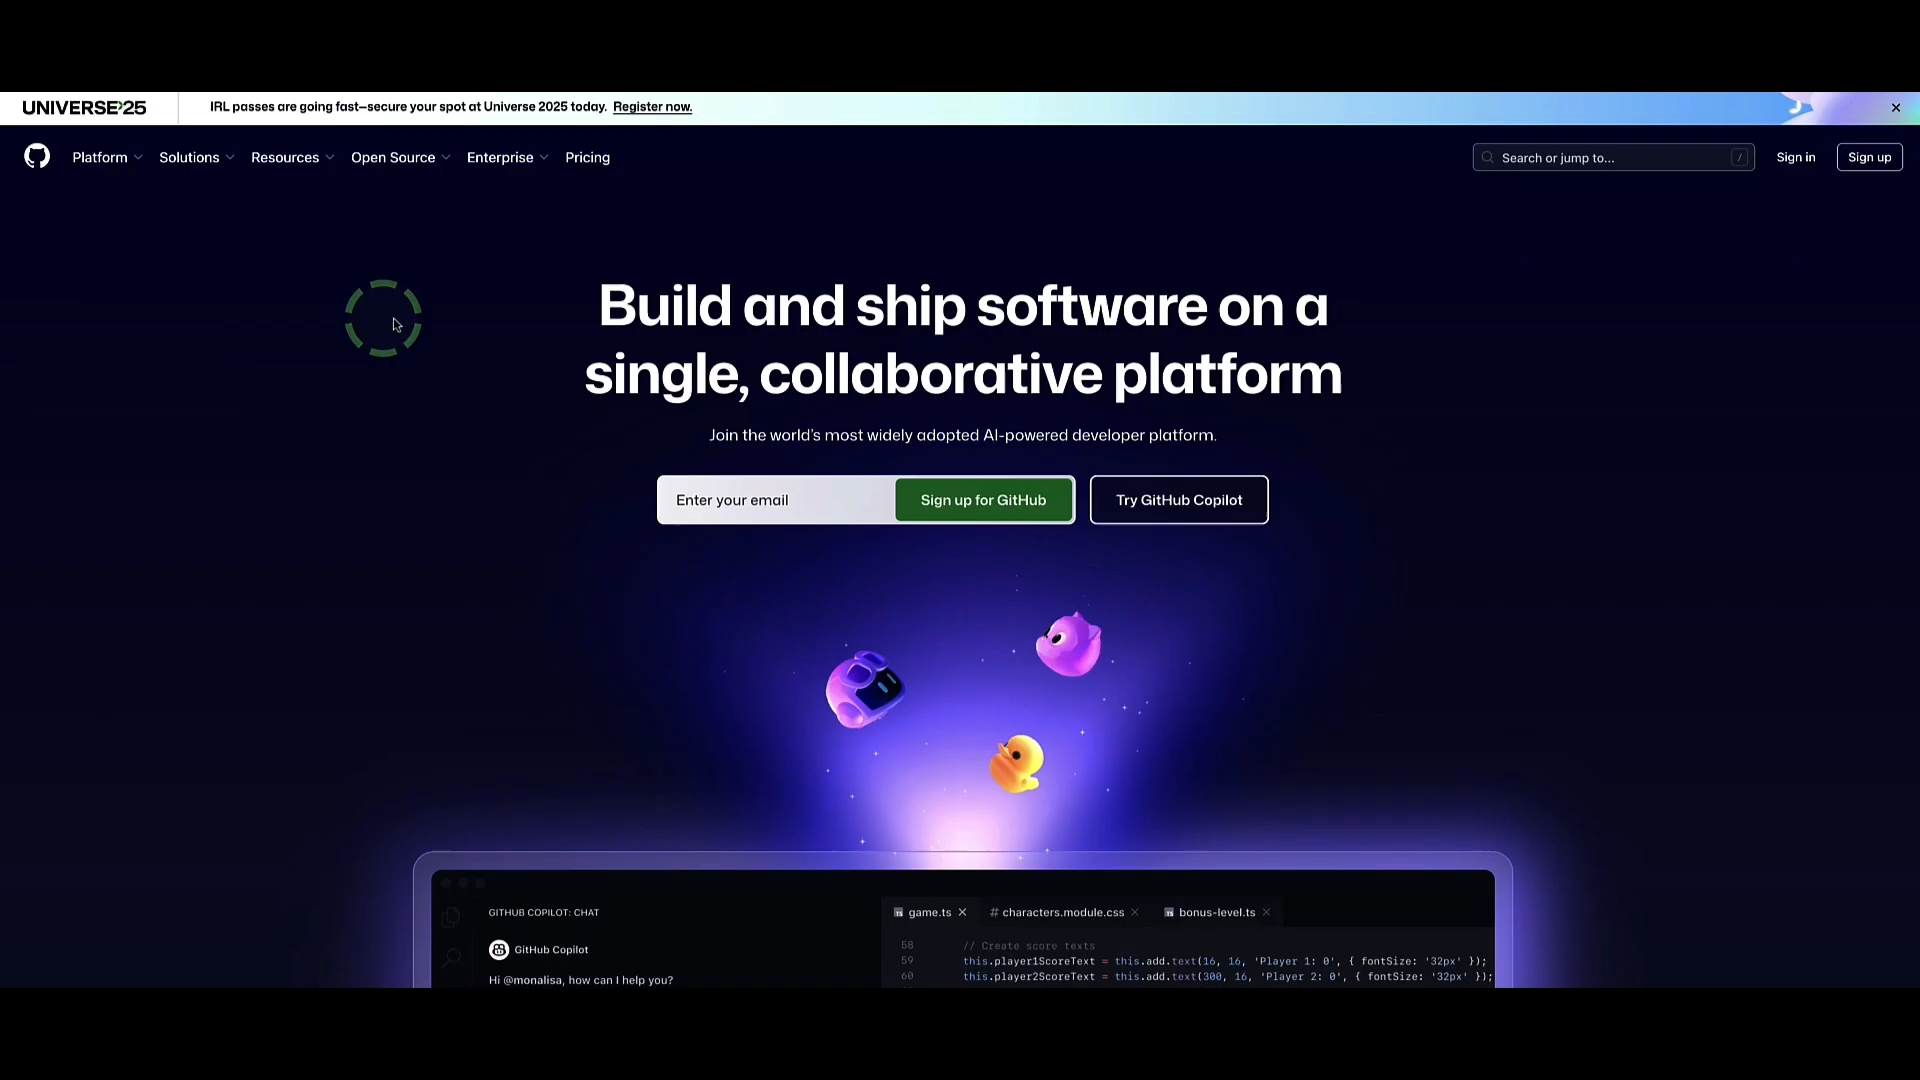 UNIVERSE'25
IRL passes are going fast—secure your spot at Universe 2025 today. Register now.
Platform
Solutions
Resources
Open Source
Enterprise
Pricing
Search or jump to...
/
Sign in
Sign up
Build and ship software on a
single, collaborative platform
Join the world's most widely adopted AI-powered developer platform.
Enter your email
Sign up for GitHub
Try GitHub Copilot
GITHUB COPILOT: CHAT
GitHub Copilot
Hi @monalisa, how can I help you?
game.ts
# characters.module.css
bonus-level.ts
58 // Create score texts
59 this.player1ScoreText = this.add.text(16, 16, 'Player 1: 0', { fontSize: '32px' });
60 this.player2ScoreText = this.add.text(300, 16, 'Player 2: 0', { fontSize: '32px' });